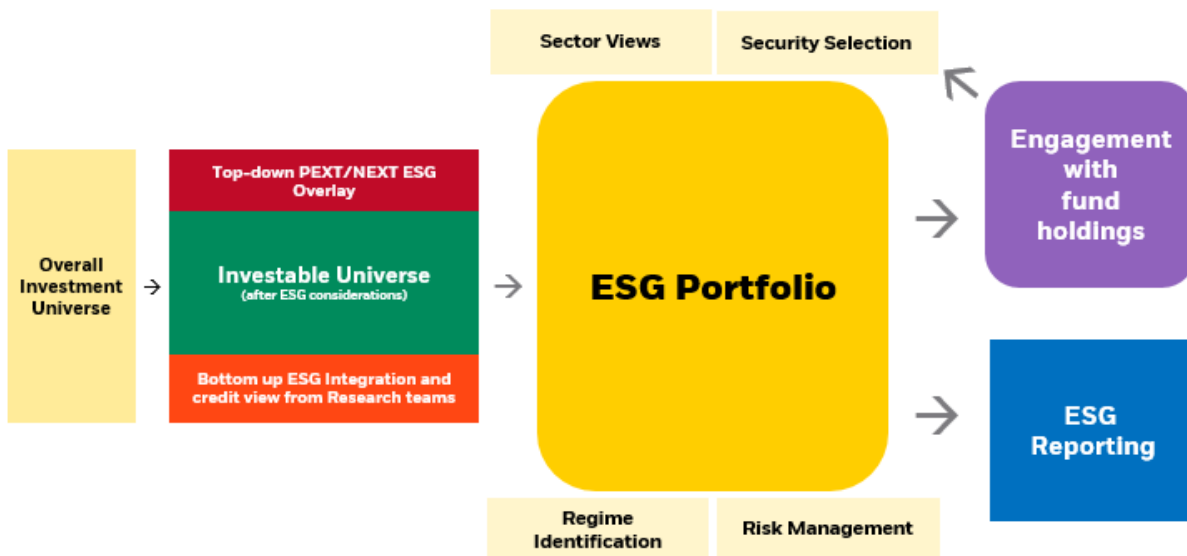 Sector Views
Security Selection
Overall
Investment
Universe
Top-down PEXT/NEXT ESG
Overlay
Investable Universe
(after ESG considerations)
Bottom up ESG Integration and
credit view from Research teams
ESG Portfolio
Engagement
with
fund
holdings
ESG
Reporting
Regime
Identification
Risk Management